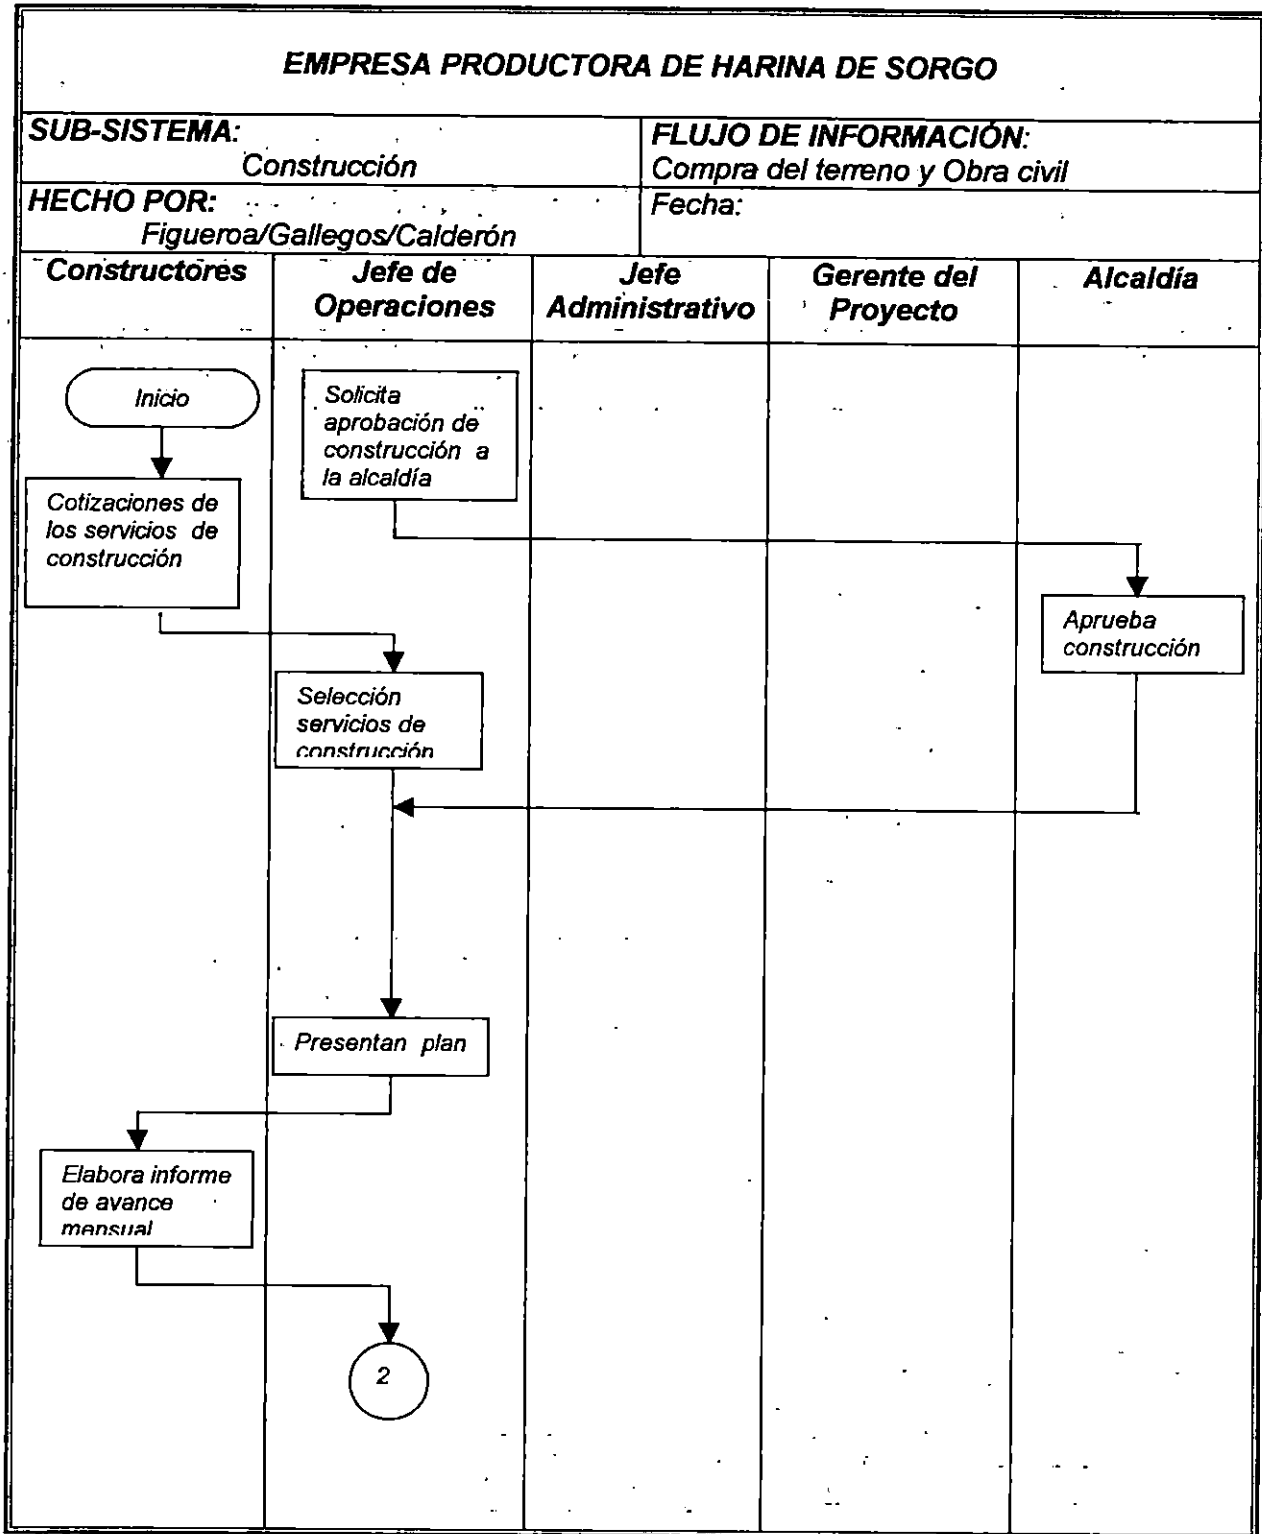 EMPRESA PRODUCTORA DE HARINA DE SORGO
SUB-SISTEMA:
Construcción
FLUJO DE INFORMACIÓN:
Compra del terreno y Obra civil
HECHO POR:
Figueroa/Gallegos/Calderón
Fecha:
Constructores
Jefe de
Operaciones
Jefe
Administrativo
Gerente del
Proyecto
Alcaldía
Inicio
Solicita
aprobación de
construcción a
la alcaldía
Cotizaciones de
los servicios de
construcción
Aprueba
construcción
Selección
servicios de
construcción
Presentan plan
Elabora informe
de avance
mensual
2